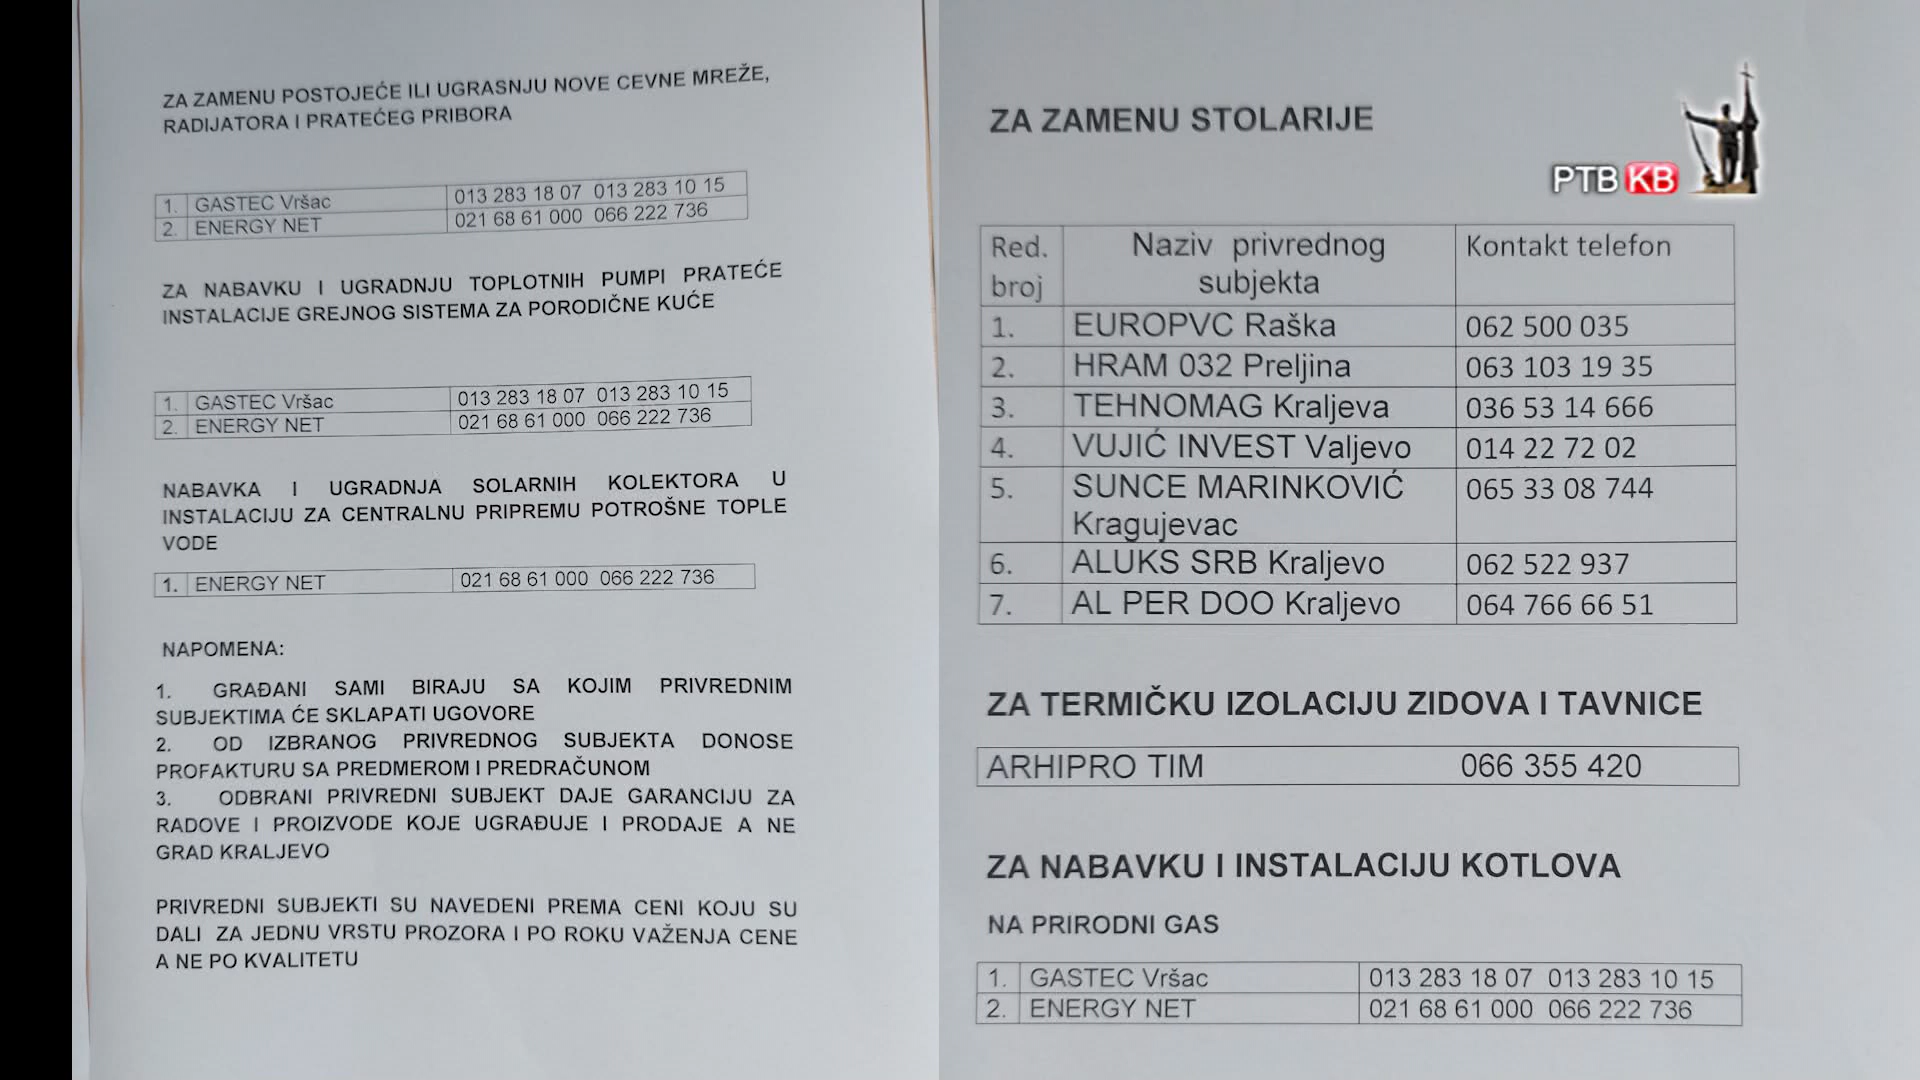 ZA ZAMENU POSTOJEĆE ILI UGRASNJU NOVE CEVNE MREŽE,
RADIJATORA I PRATEĆEG PRIBORA
1. GASTEC Vršac 013 283 18 07 013 283 10 15
2. ENERGY NET 021 68 61 000 066 222 736
ZA NABAVKU I UGRADNJU TOPLOTNIH PUMPI PRATEĆE
INSTALACIJE GREJNOG SISTEMA ZA PORODIČNE KUĆE
1. GASTEC Vršac 013 283 18 07 013 283 10 15
2. ENERGY NET 021 68 61 000 066 222 736
NABAVKA I UGRADNJA SOLARNIH KOLEKTORA U
INSTALACIJU ZA CENTRALNU PRIPREMU POTROŠNE TOPLE
VODE
1. ENERGY NET 021 68 61 000 066 222 736
NAPOMENA:
1. GRAĐANI SAMI BIRAJU SA KOJIM PRIVREDNIM
SUBJEKTIMA ĆE SKLAPATI UGOVORE
2. OD IZBRANOG PRIVREDNOG SUBJEKTA DONOSE
PROFAKTURU SA PREDMEROM I PREDRAČUNOM
3. ODBRANI PRIVREDNI SUBJEKT DAJE GARANCIJU ZA
RADOVE I PROIZVODE KOJE UGRAĐUJE I PRODAJE A NE
GRAD KRALJEVO
PRIVREDNI SUBJEKTI SU NAVEDENI PREMA CENI KOJU SU
DALI ZA JEDNU VRSTU PROZORA I PO ROKU VAŽENJA CENE
A NE PO KVALITETU
ZA ZAMENU STOLARIJE
РТВ КВ
Red. Naziv privrednog Kontakt telefon
broj subjekta
1. EUROPVC Raška 062 500 035
2. HRAM 032 Preljina 063 103 19 35
3. TEHNOMAG Kraljeva 036 53 14 666
4. VUJIĆ INVEST Valjevo 014 22 72 02
5. SUNCE MARINKOVIĆ 065 33 08 744
Kragujevac
6. ALUKS SRB Kraljevo 062 522 937
7. AL PER DOO Kraljevo 064 766 66 51
ZA TERMIČKU IZOLACIJU ZIDOVA I TAVNICE
ARHIPRO TIM 066 355 420
ZA NABAVKU I INSTALACIJU KOTLOVA
NA PRIRODNI GAS
1. GASTEC Vršac 013 283 18 07 013 283 10 15
2. ENERGY NET 021 68 61 000 066 222 736